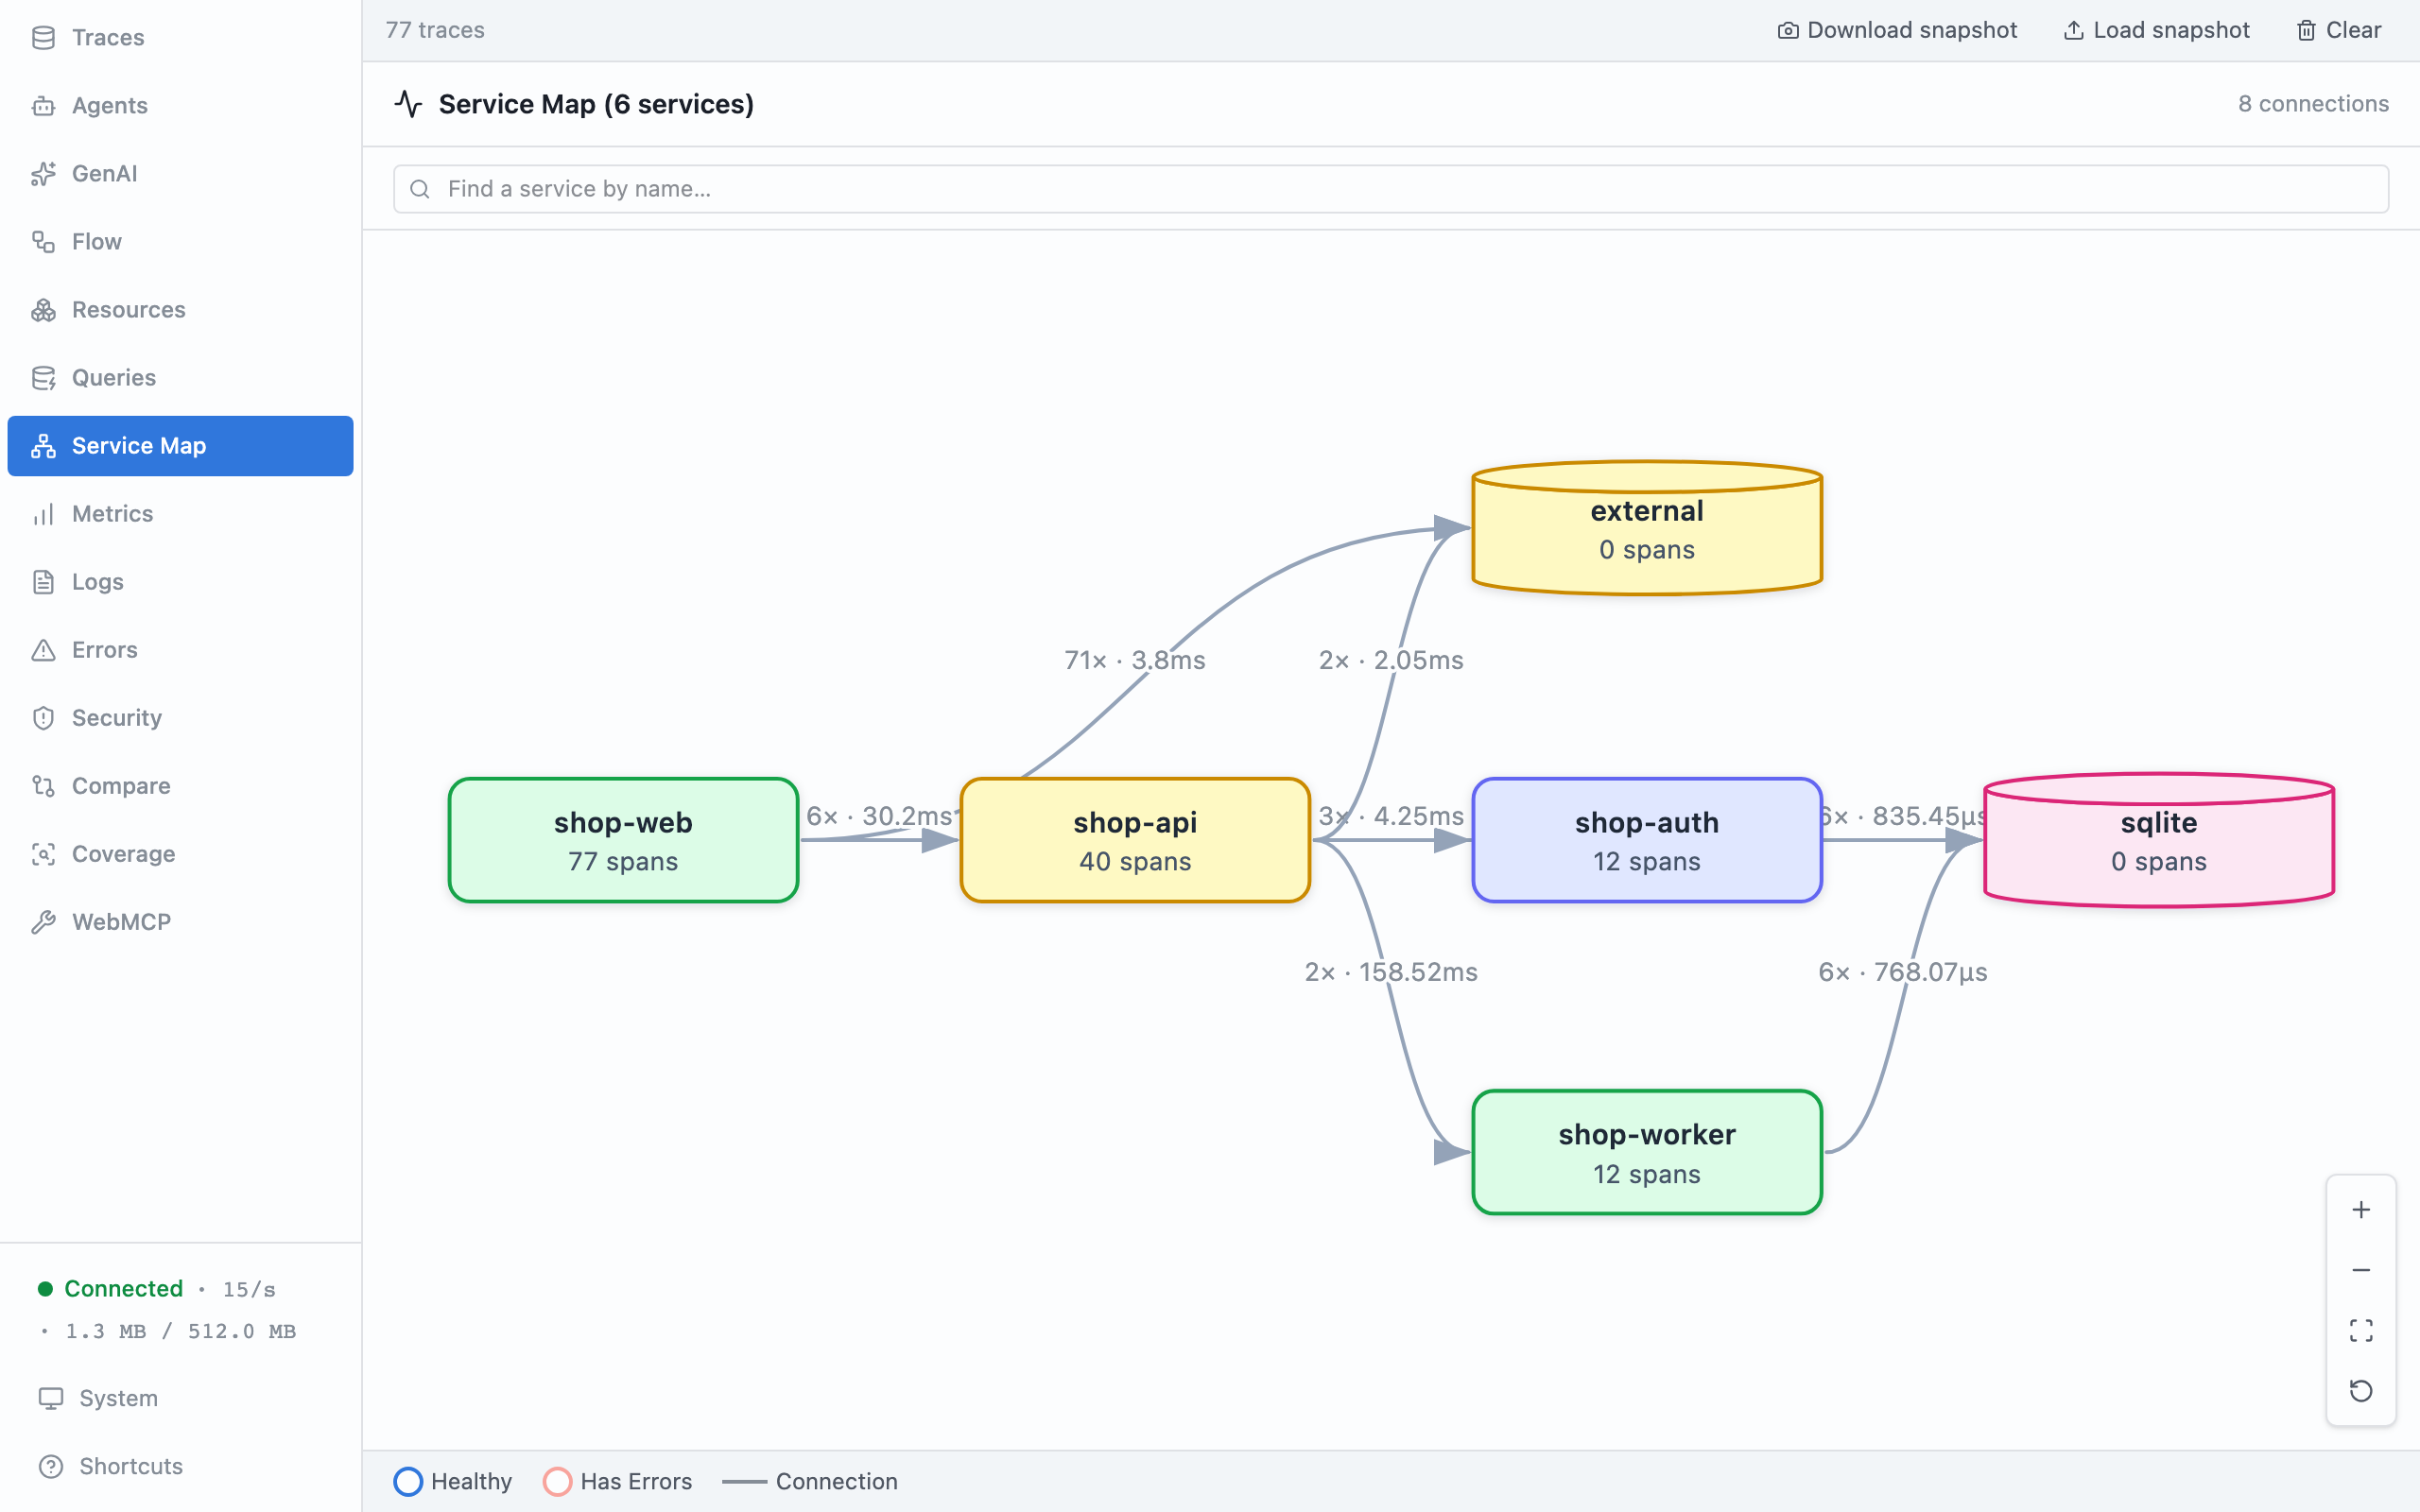 Traces
Agents
GenAI
Flow
Resources
Queries
Service Map
Metrics
Logs
Errors
Security
Compare
Coverage
WebMCP
Connected · 15/s
· 1.3 MB / 512.0 MB
System
Shortcuts
77 traces
Download snapshot
Load snapshot
Clear
Service Map (6 services)
8 connections
Find a service by name...
external
0 spans
71× · 3.8ms
2× · 2.05ms
shop-web
77 spans
6× · 30.2ms
shop-api
40 spans
3× · 4.25ms
shop-auth
12 spans
6× · 835.45µs
sqlite
0 spans
2× · 158.52ms
6× · 768.07µs
shop-worker
12 spans
Healthy
Has Errors
Connection